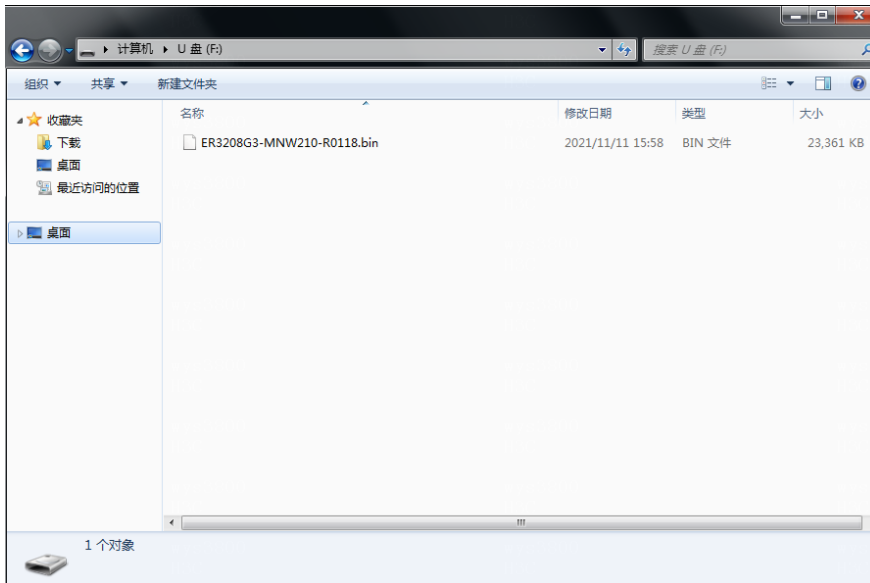 计算机 U 盘 (F:) 搜索 U 盘 (F:)
组织 共享 新建文件夹
名称 修改日期 类型 大小
收藏夹
下载
桌面
最近访问的位置
桌面
ER3208G3-MNW210-R0118.bin 2021/11/11 15:58 BIN 文件 23,361 KB
1 个对象